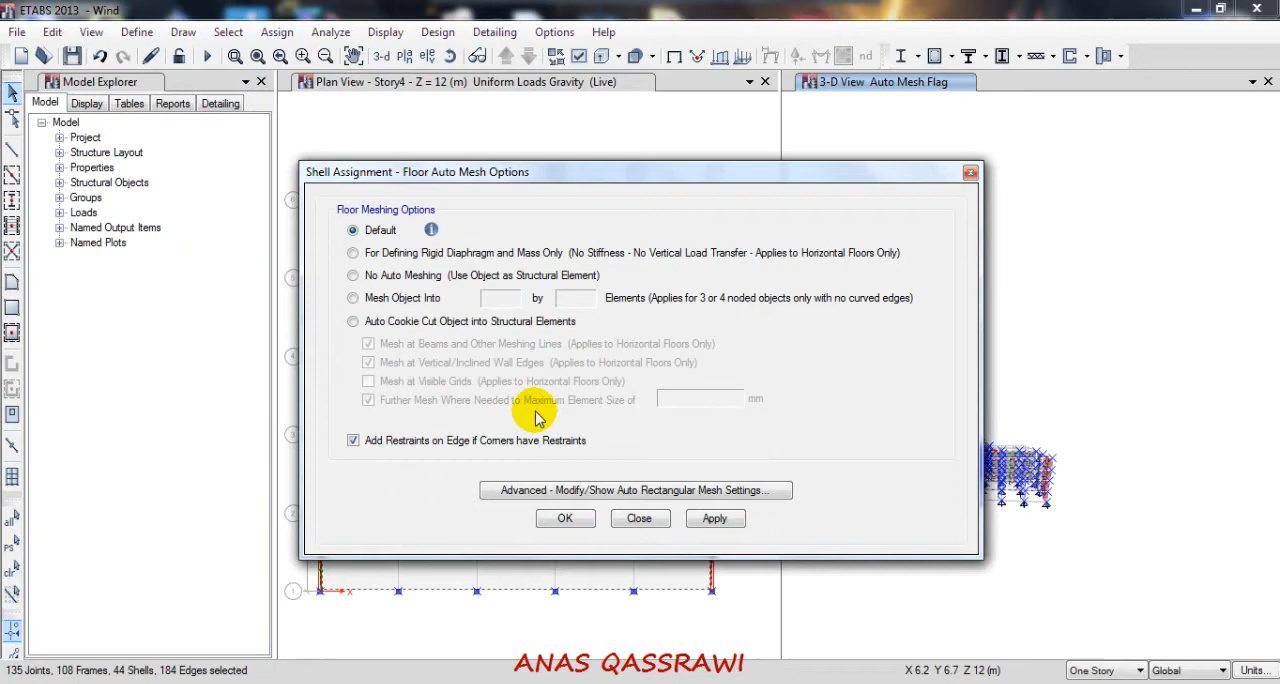 ETABS 2013 - Wind
File Edit View Define Draw Select Assign Analyze Display Design Detailing Options Help
3-d nd
Model Explorer
Plan View - Story4 - Z = 12 (m) Uniform Loads Gravity (Live)
3-D View Auto Mesh Flag
Model Display Tables Reports Detailing
Model
Project
Structure Layout
Properties
Structural Objects
Groups
Loads
Named Output Items
Named Plots
Shell Assignment - Floor Auto Mesh Options
Floor Meshing Options
Default
For Defining Rigid Diaphragm and Mass Only (No Stiffness - No Vertical Load Transfer - Applies to Horizontal Floors Only)
No Auto Meshing (Use Object as Structural Element)
Mesh Object Into by Elements (Applies for 3 or 4 noded objects only with no curved edges)
Auto Cookie Cut Object into Structural Elements
Mesh at Beams and Other Meshing Lines (Applies to Horizontal Floors Only)
Mesh at Vertical/Inclined Wall Edges (Applies to Horizontal Floors Only)
Mesh at Visible Grids (Applies to Horizontal Floors Only)
Further Mesh Where Needed to Maximum Element Size of mm
Add Restraints on Edge if Corners have Restraints
Advanced - Modify/Show Auto Rectangular Mesh Settings...
OK Close Apply
4
3
2
1
X
all
PS
clr
ANAS QASSRAWI
135 Joints, 108 Frames, 44 Shells, 184 Edges selected
X 6.2 Y 6.7 Z 12 (m)
One Story Global Units...